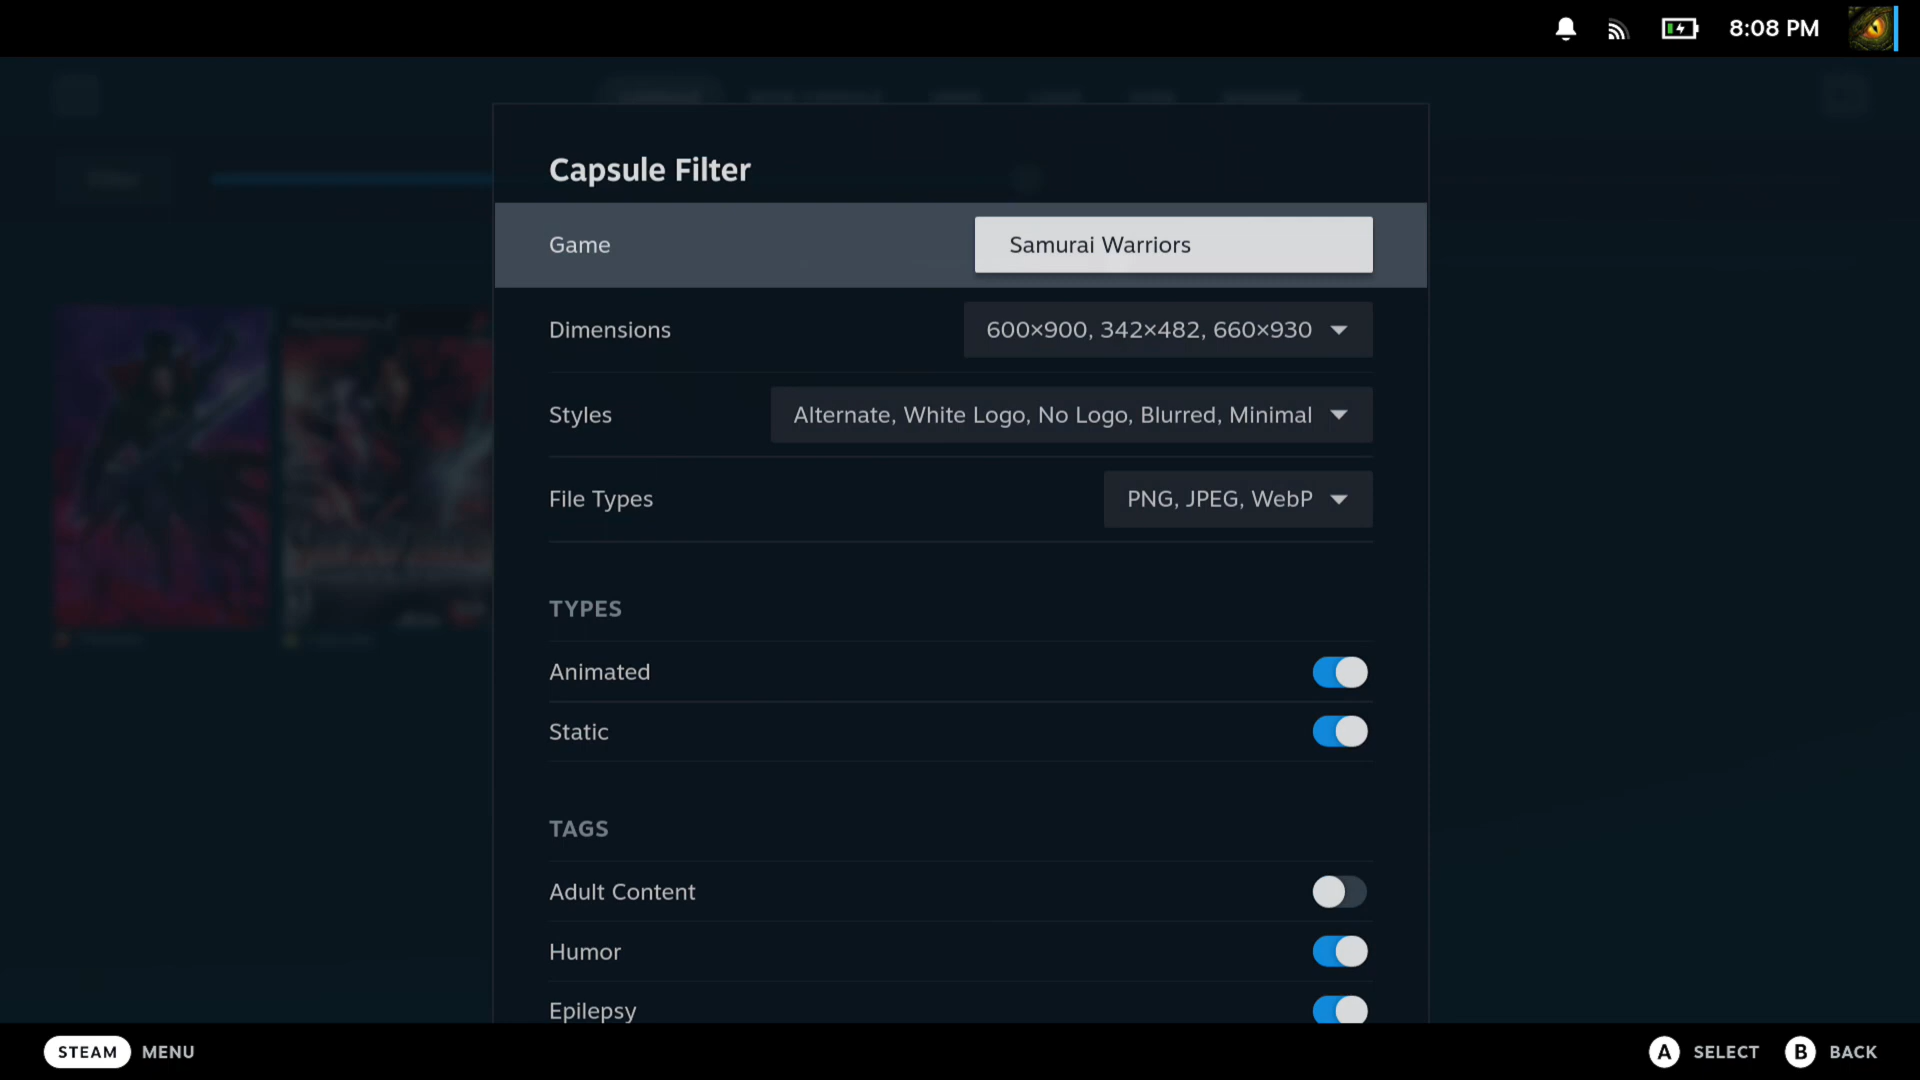 8:08 PM
Capsule Filter
Game
Samurai Warriors
Dimensions
600×900, 342×482, 660×930
Styles
Alternate, White Logo, No Logo, Blurred, Minimal
File Types
PNG, JPEG, WebP
TYPES
Animated
Static
TAGS
Adult Content
Humor
Epilepsy
STEAM MENU
A SELECT B BACK